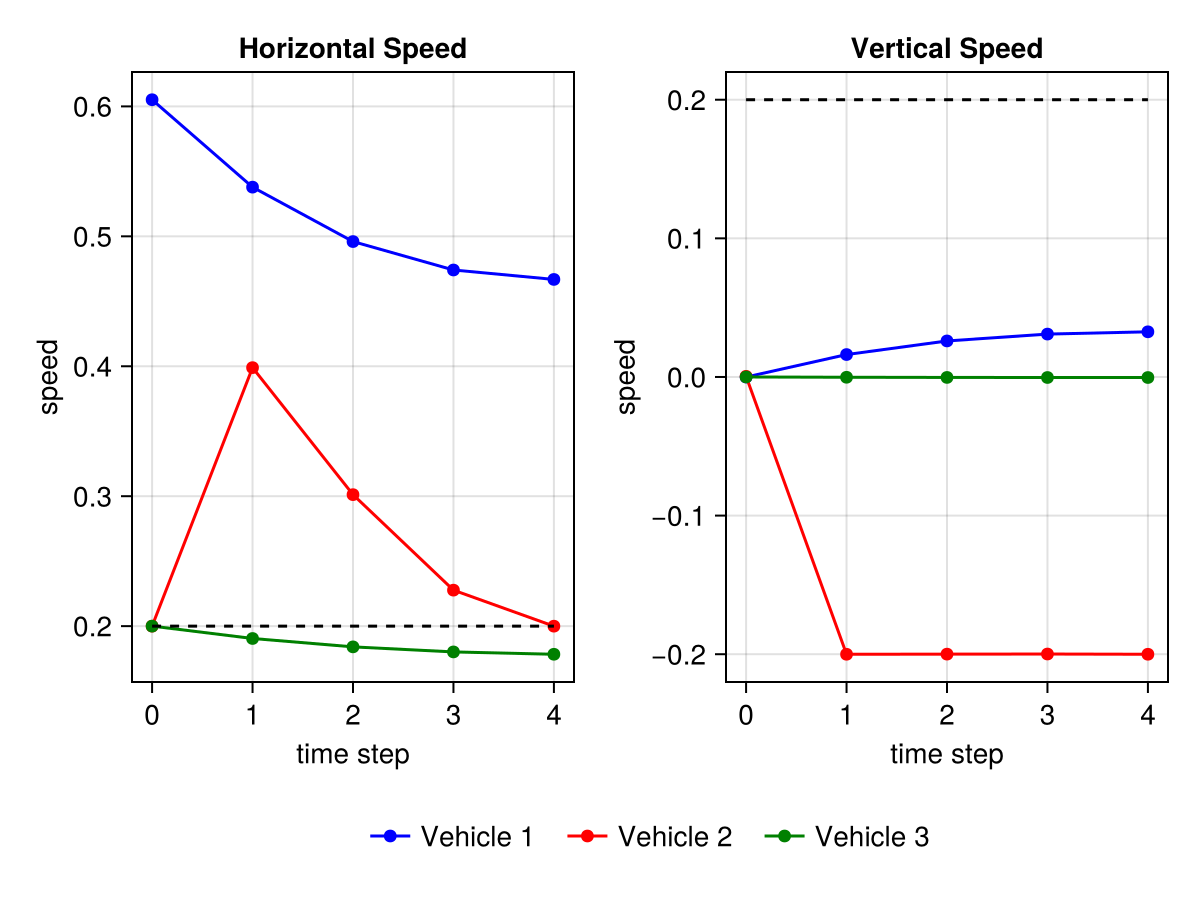 Horizontal Speed
0.6
0.5
0.4
0.3
0.2
speed
0
1
2
3
4
time step
Vertical Speed
0.2
0.1
0.0
−0.1
−0.2
speed
0
1
2
3
4
time step
Vehicle 1
Vehicle 2
Vehicle 3